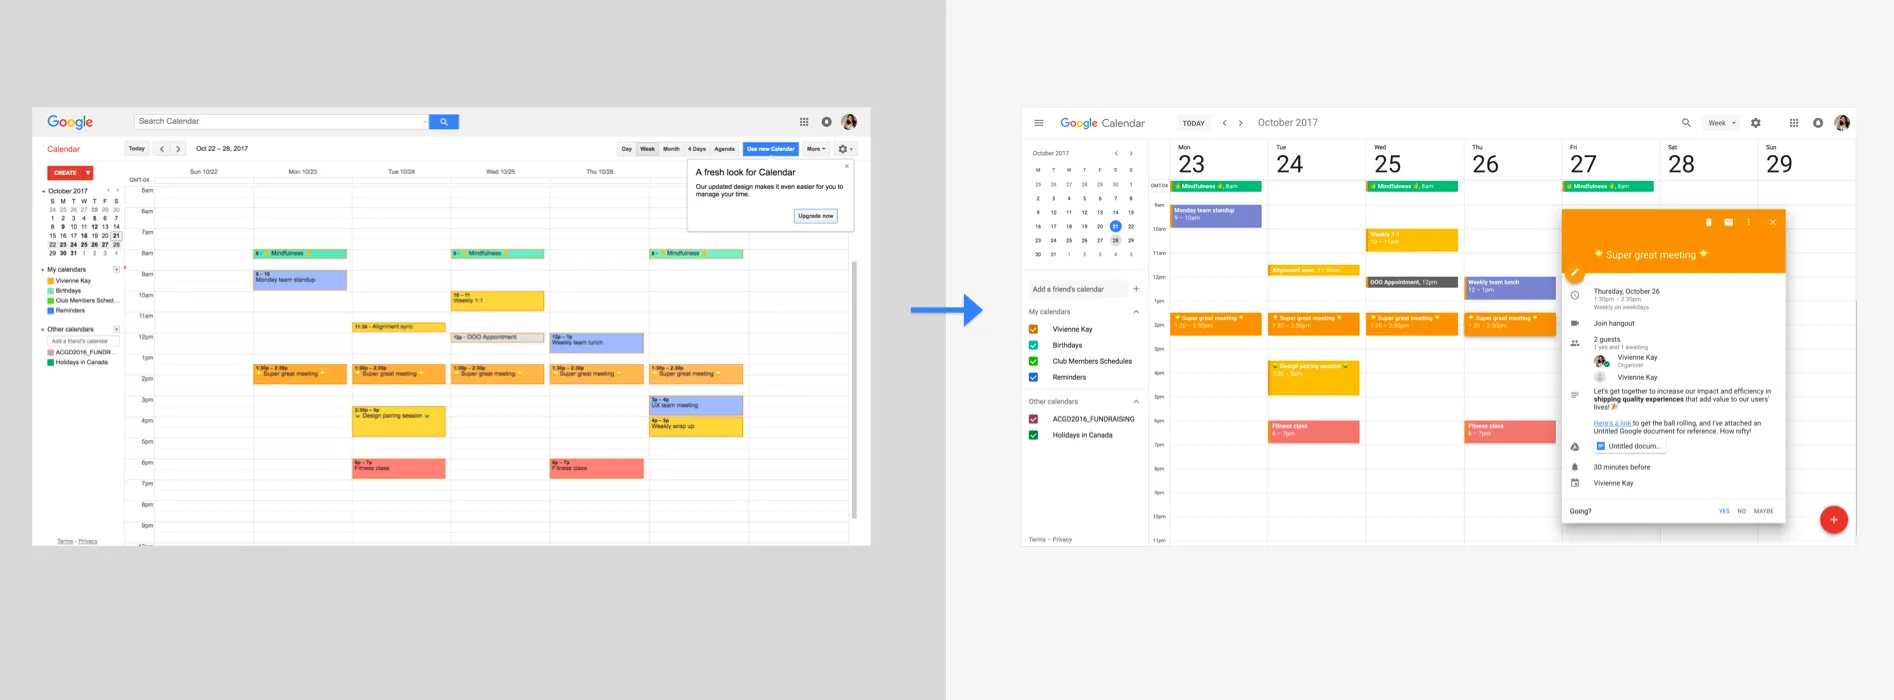 Google
Search Calendar
Calendar
Today
Oct 22 – 28, 2017
Day
Week
Month
4 Days
Agenda
Use new Calendar
More
CREATE
A fresh look for Calendar
Our updated design makes it even easier for you to
manage your time.
Upgrade now
GMT-04
Sun 10/22
Mon 10/23
Tue 10/24
Wed 10/25
Thu 10/26
October 2017
S M T W T F S
24 25 26 27 28 29 30
1 2 3 4 5 6 7
8 9 10 11 12 13 14
15 16 17 18 19 20 21
22 23 24 25 26 27 28
29 30 31 1 2 3 4
My calendars
Vivienne Kay
Birthdays
Club Members Sched...
Reminders
Other calendars
Add a friend's calendar
ACGD2016_FUNDR...
Holidays in Canada
Terms - Privacy
5am
6am
7am
8am
9am
10am
11am
12pm
1pm
2pm
3pm
4pm
5pm
6pm
7pm
8pm
9pm
8 - Mindfulness
8 - Mindfulness
8 - Mindfulness
9 – 10
Monday team standup
10 – 11
Weekly 1:1
11:30 - Alignment sync
12p - OOO Appointment
12p – 1p
Weekly team lunch
1:30p – 2:30p
Super great meeting
1:30p – 2:30p
Super great meeting
1:30p – 2:30p
Super great meeting
1:30p – 2:30p
Super great meeting
1:30p – 2:30p
Super great meeting
3p – 4p
UX team meeting
3:30p – 5p
Design pairing session
4p – 5p
Weekly wrap up
6p – 7p
Fitness class
6p – 7p
Fitness class
Google Calendar
TODAY
October 2017
Week
October 2017
M T W T F S S
25 26 27 28 29 30 1
2 3 4 5 6 7 8
9 10 11 12 13 14 15
16 17 18 19 20 21 22
23 24 25 26 27 28 29
30 31 1 2 3 4 5
Add a friend's calendar
My calendars
Vivienne Kay
Birthdays
Club Members Schedules
Reminders
Other calendars
ACGD2016_FUNDRAISING
Holidays in Canada
Terms – Privacy
Mon
23
Tue
24
Wed
25
Thu
26
Fri
27
Sat
28
Sun
29
GMT-04
9am
10am
11am
12pm
1pm
2pm
3pm
4pm
5pm
6pm
7pm
8pm
9pm
10pm
11pm
Mindfulness, 8am
Mindfulness, 8am
Mindfulness, 8am
Monday team standup
9 – 10am
Weekly 1:1
10 – 11am
Alignment sync, 11:30am
OOO Appointment, 12pm
Weekly team lunch
12 – 1pm
Super great meeting
1:30 – 2:30pm
Super great meeting
1:30 – 2:30pm
Super great meeting
1:30 – 2:30pm
Super great meeting
1:30 – 2:30pm
Design pairing session
3:30 – 5pm
Fitness class
6 – 7pm
Fitness class
6 – 7pm
Super great meeting
Thursday, October 26
1:30pm – 2:30pm
Weekly on weekdays
Join hangout
2 guests
1 yes and 1 awaiting
Vivienne Kay
Organizer
Vivienne Kay
Let's get together to increase our impact and efficiency in
shipping quality experiences that add value to our users'
lives! 🎉
Here's a link to get the ball rolling, and I've attached an
Untitled Google document for reference. How nifty!
Untitled docum...
30 minutes before
Vivienne Kay
Going?
YES
NO
MAYBE